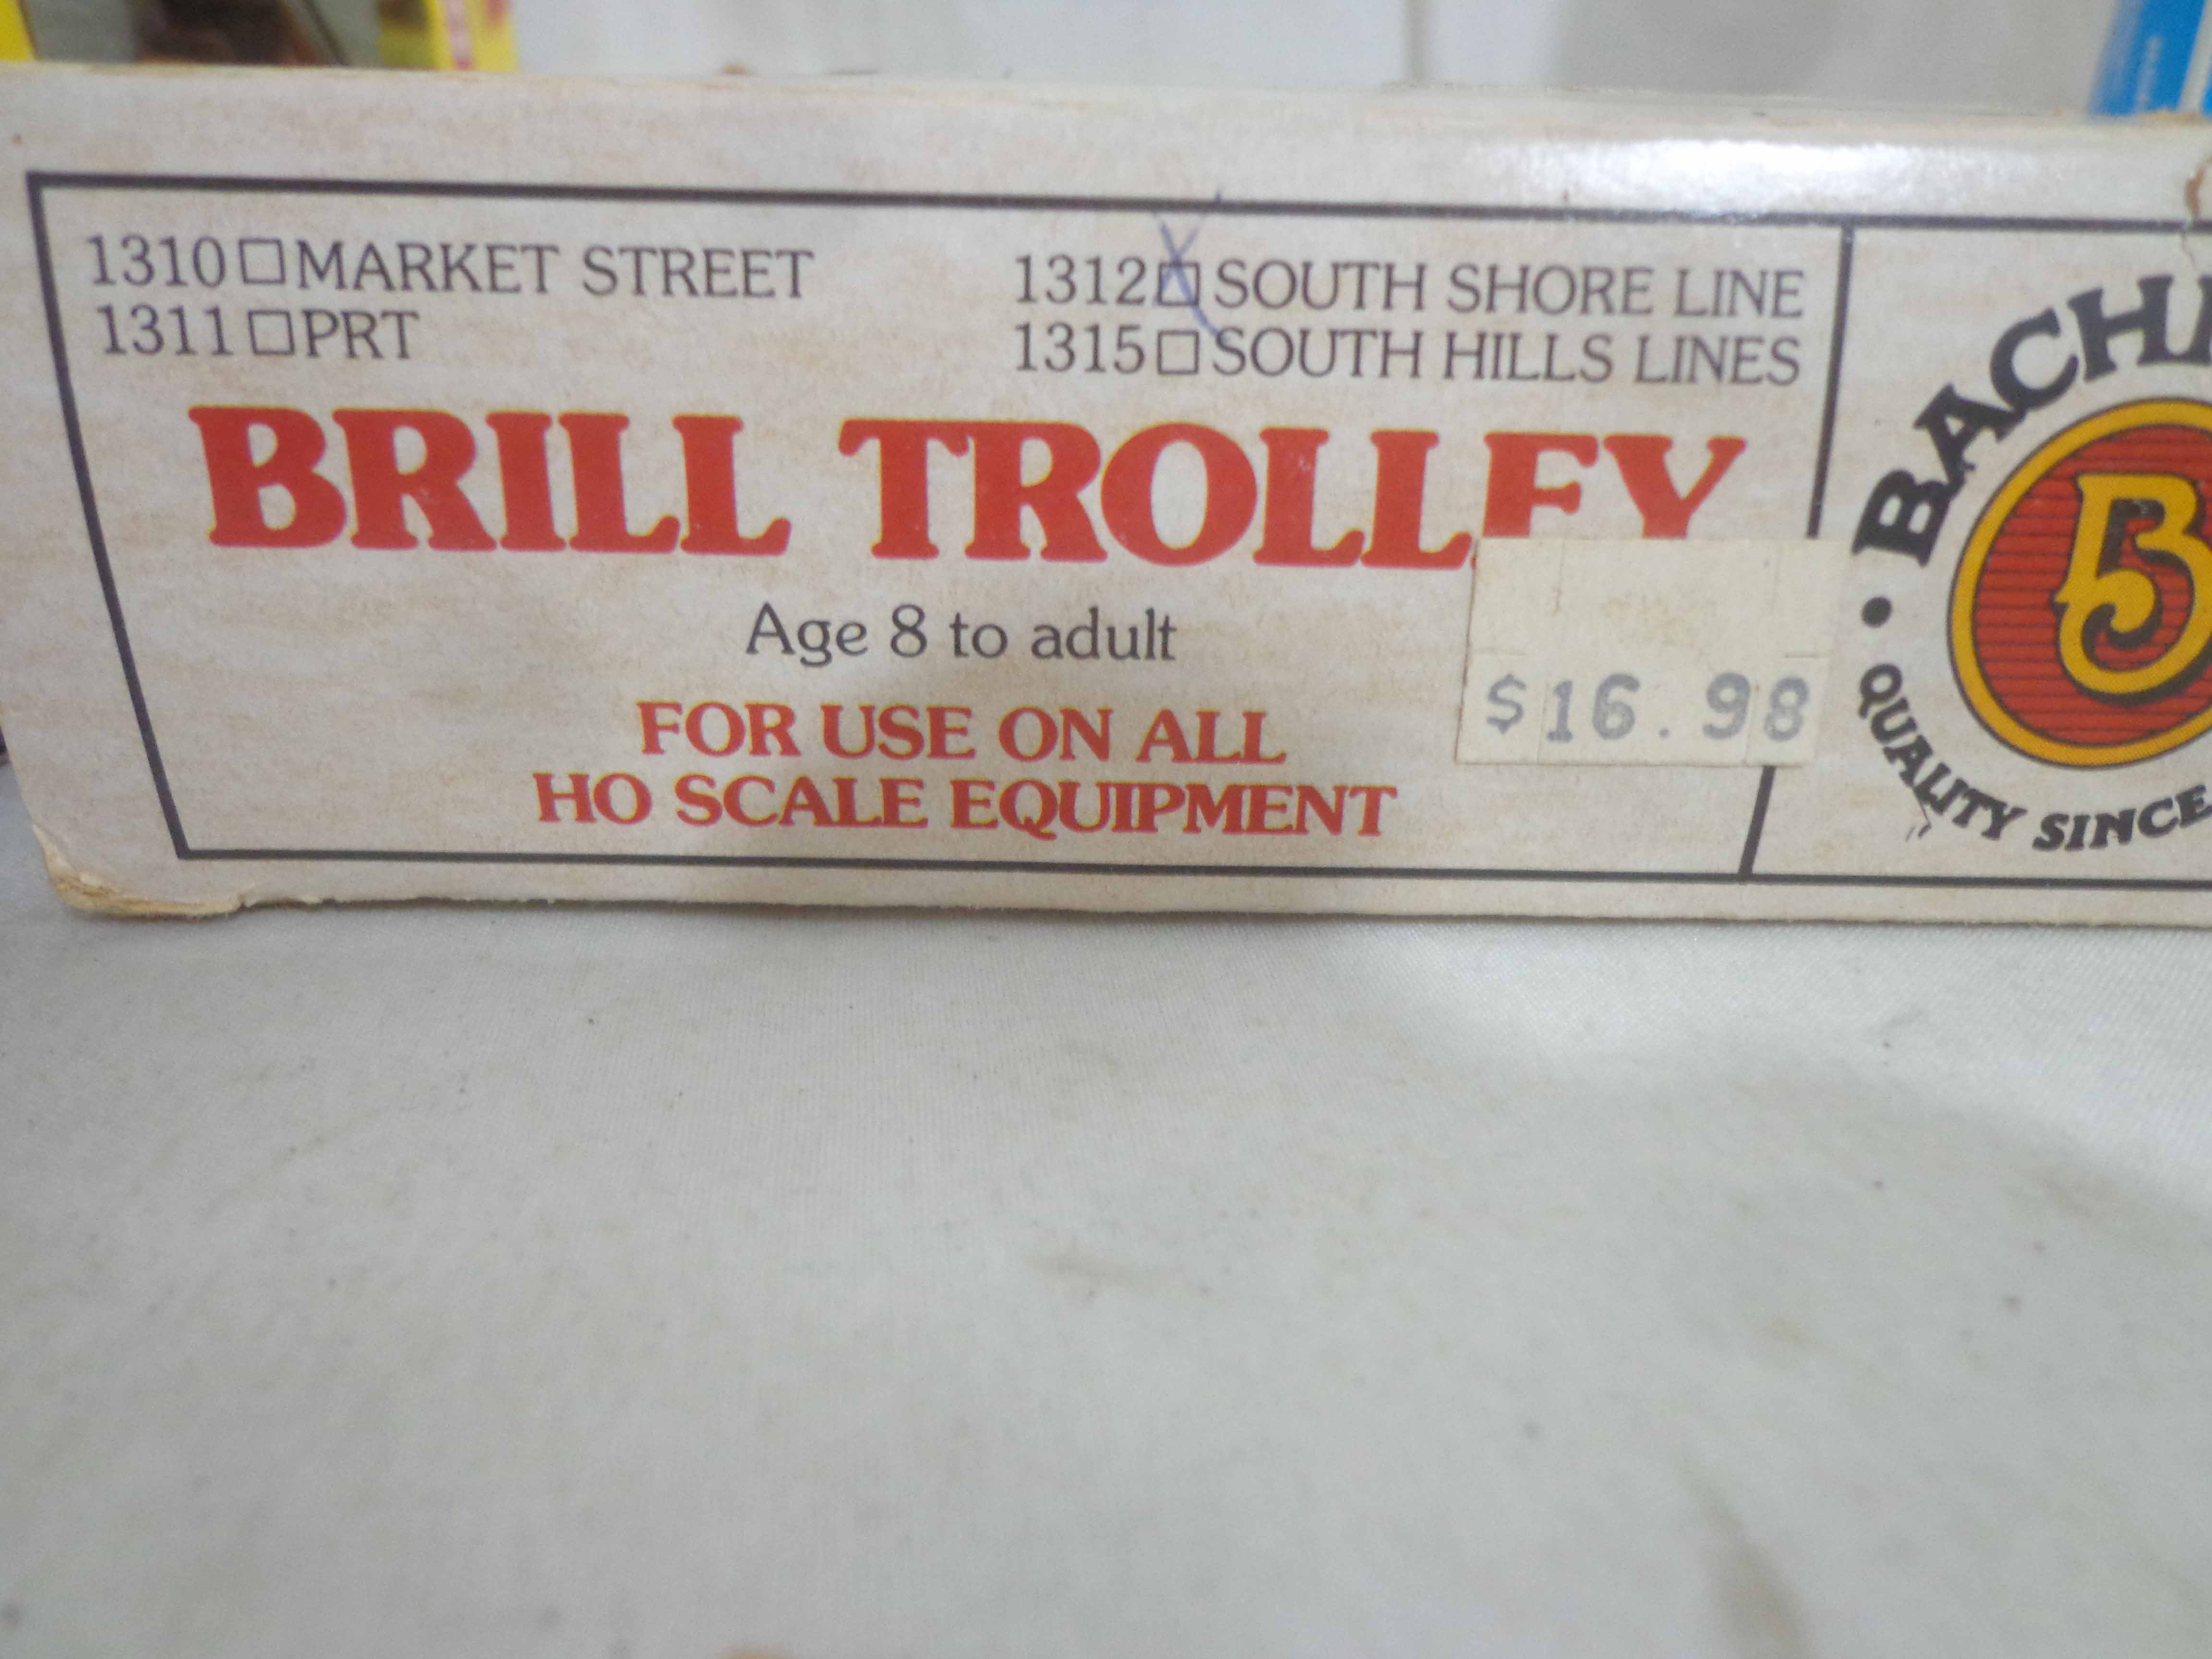 1310 □ MARKET STREET
1311 □ PRT
1312 ☒ SOUTH SHORE LINE
1315 □ SOUTH HILLS LINES
BRILL TROLLEY
Age 8 to adult
FOR USE ON ALL
HO SCALE EQUIPMENT
$16.98
BACH
B
• QUALITY SINCE